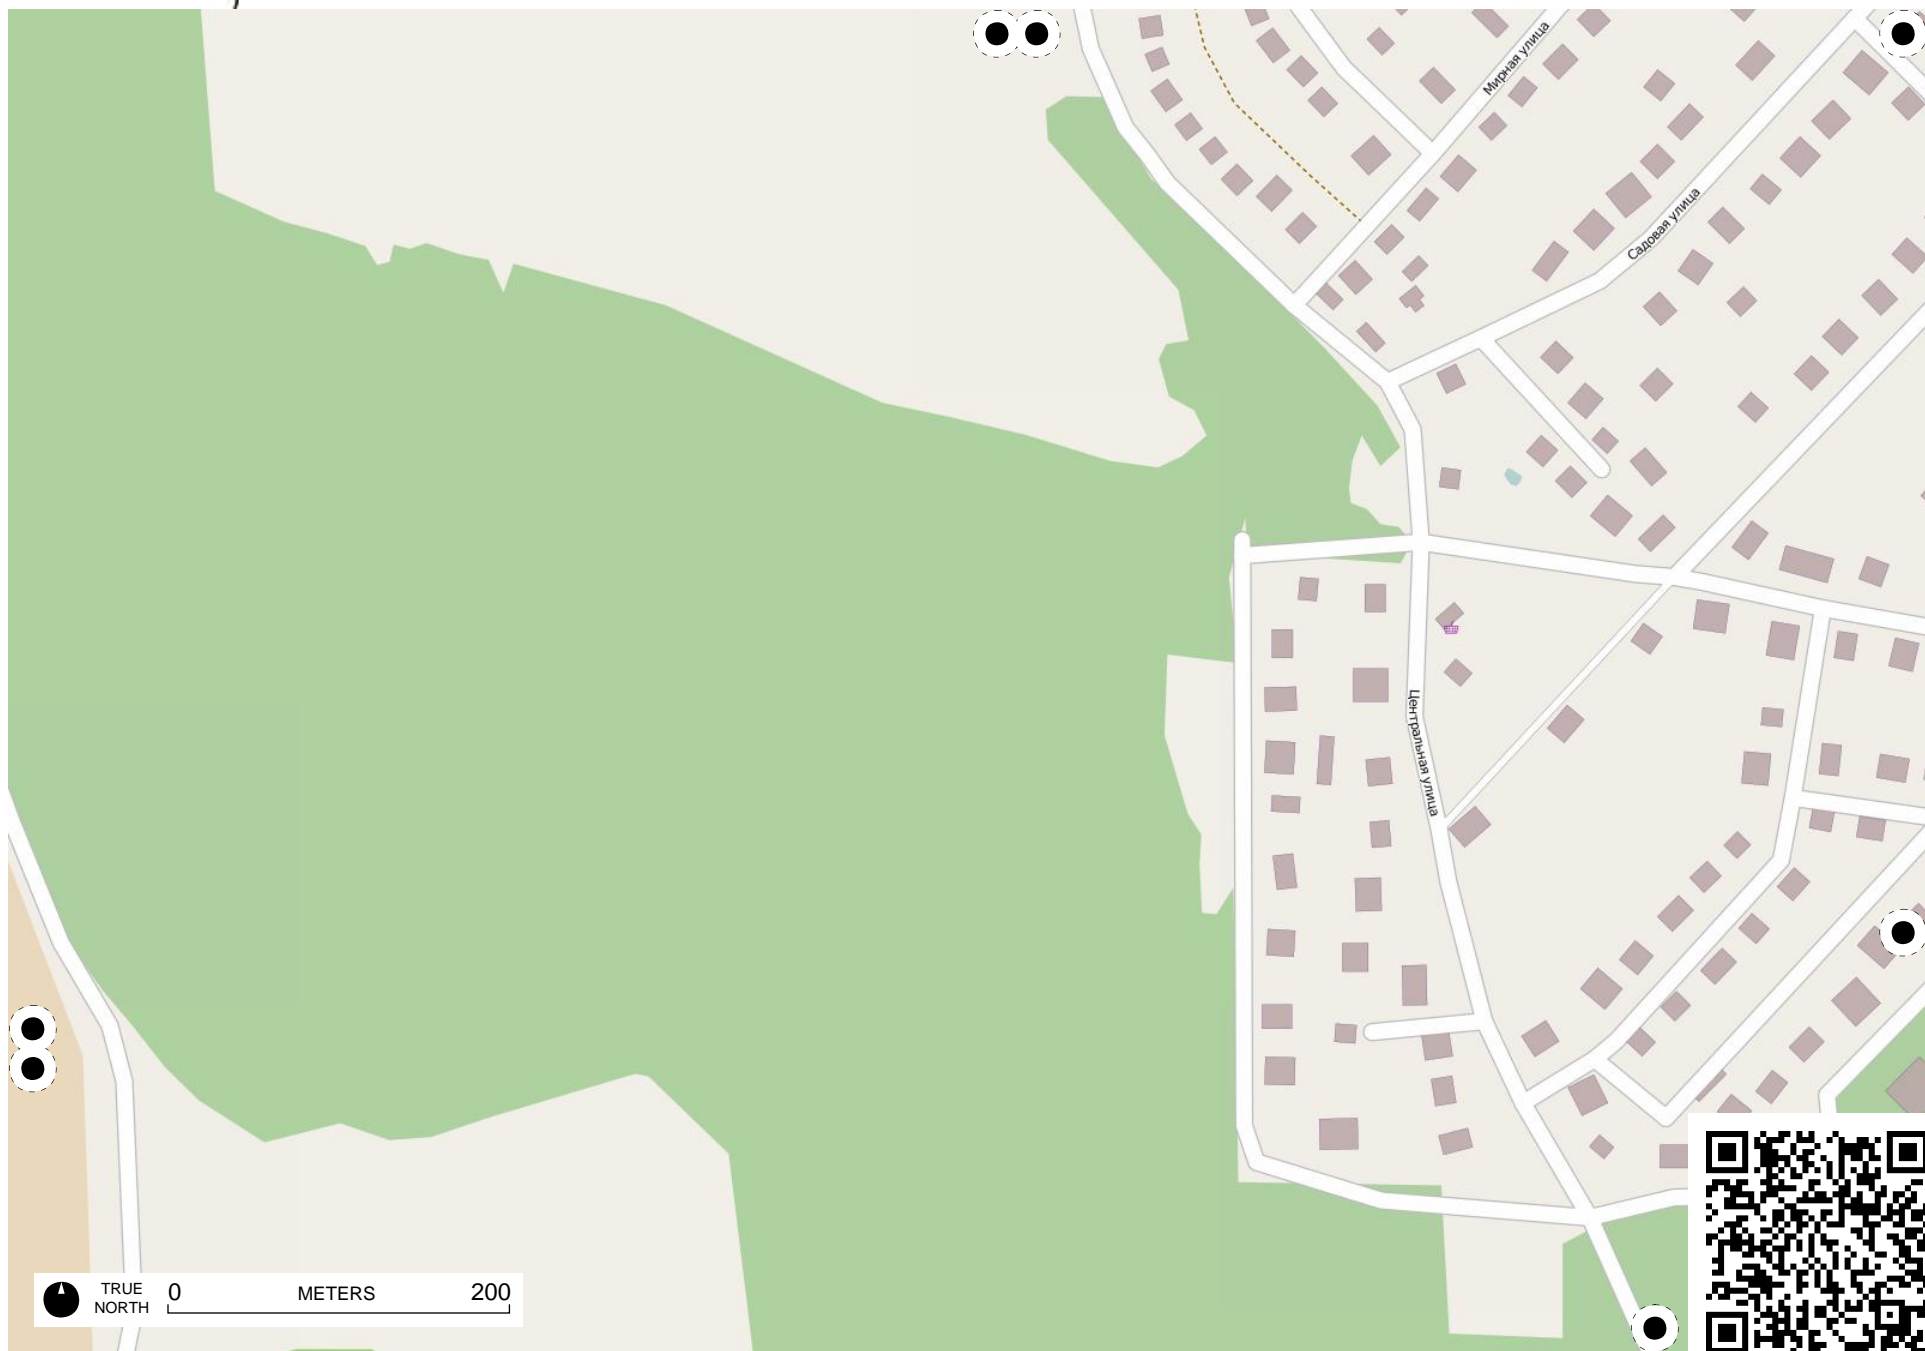 Мирная улица
Садовая улица
Центральная улица
TRUE NORTH
0 METERS 200